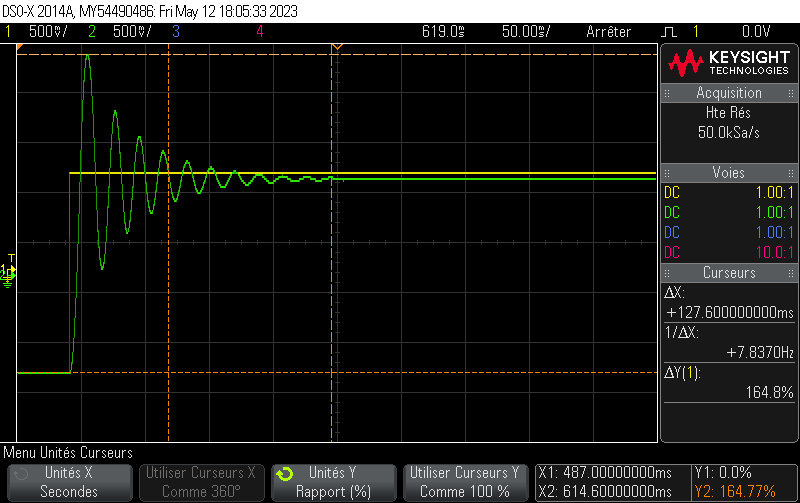 DSO-X 2014A, MY54490486: Fri May 12 18:05:33 2023
1 500mV/ 2 500mV/ 3 4 619.0ms 50.00ms/ Arrêter 1 0.0V
KEYSIGHT
TECHNOLOGIES
Acquisition
Hte Rés
50.0kSa/s
Voies
DC 1.00:1
DC 1.00:1
DC 1.00:1
DC 10.0:1
Curseurs
ΔX:
+127.600000000ms
1/ΔX:
+7.8370Hz
ΔY(1):
164.8%
T
Menu Unités Curseurs
Unités X
Secondes
Utiliser Curseurs X
Comme 360°
Unités Y
Rapport (%)
Utiliser Curseurs Y
Comme 100 %
X1: 487.00000000ms
X2: 614.60000000ms
Y1: 0.0%
Y2: 164.77%